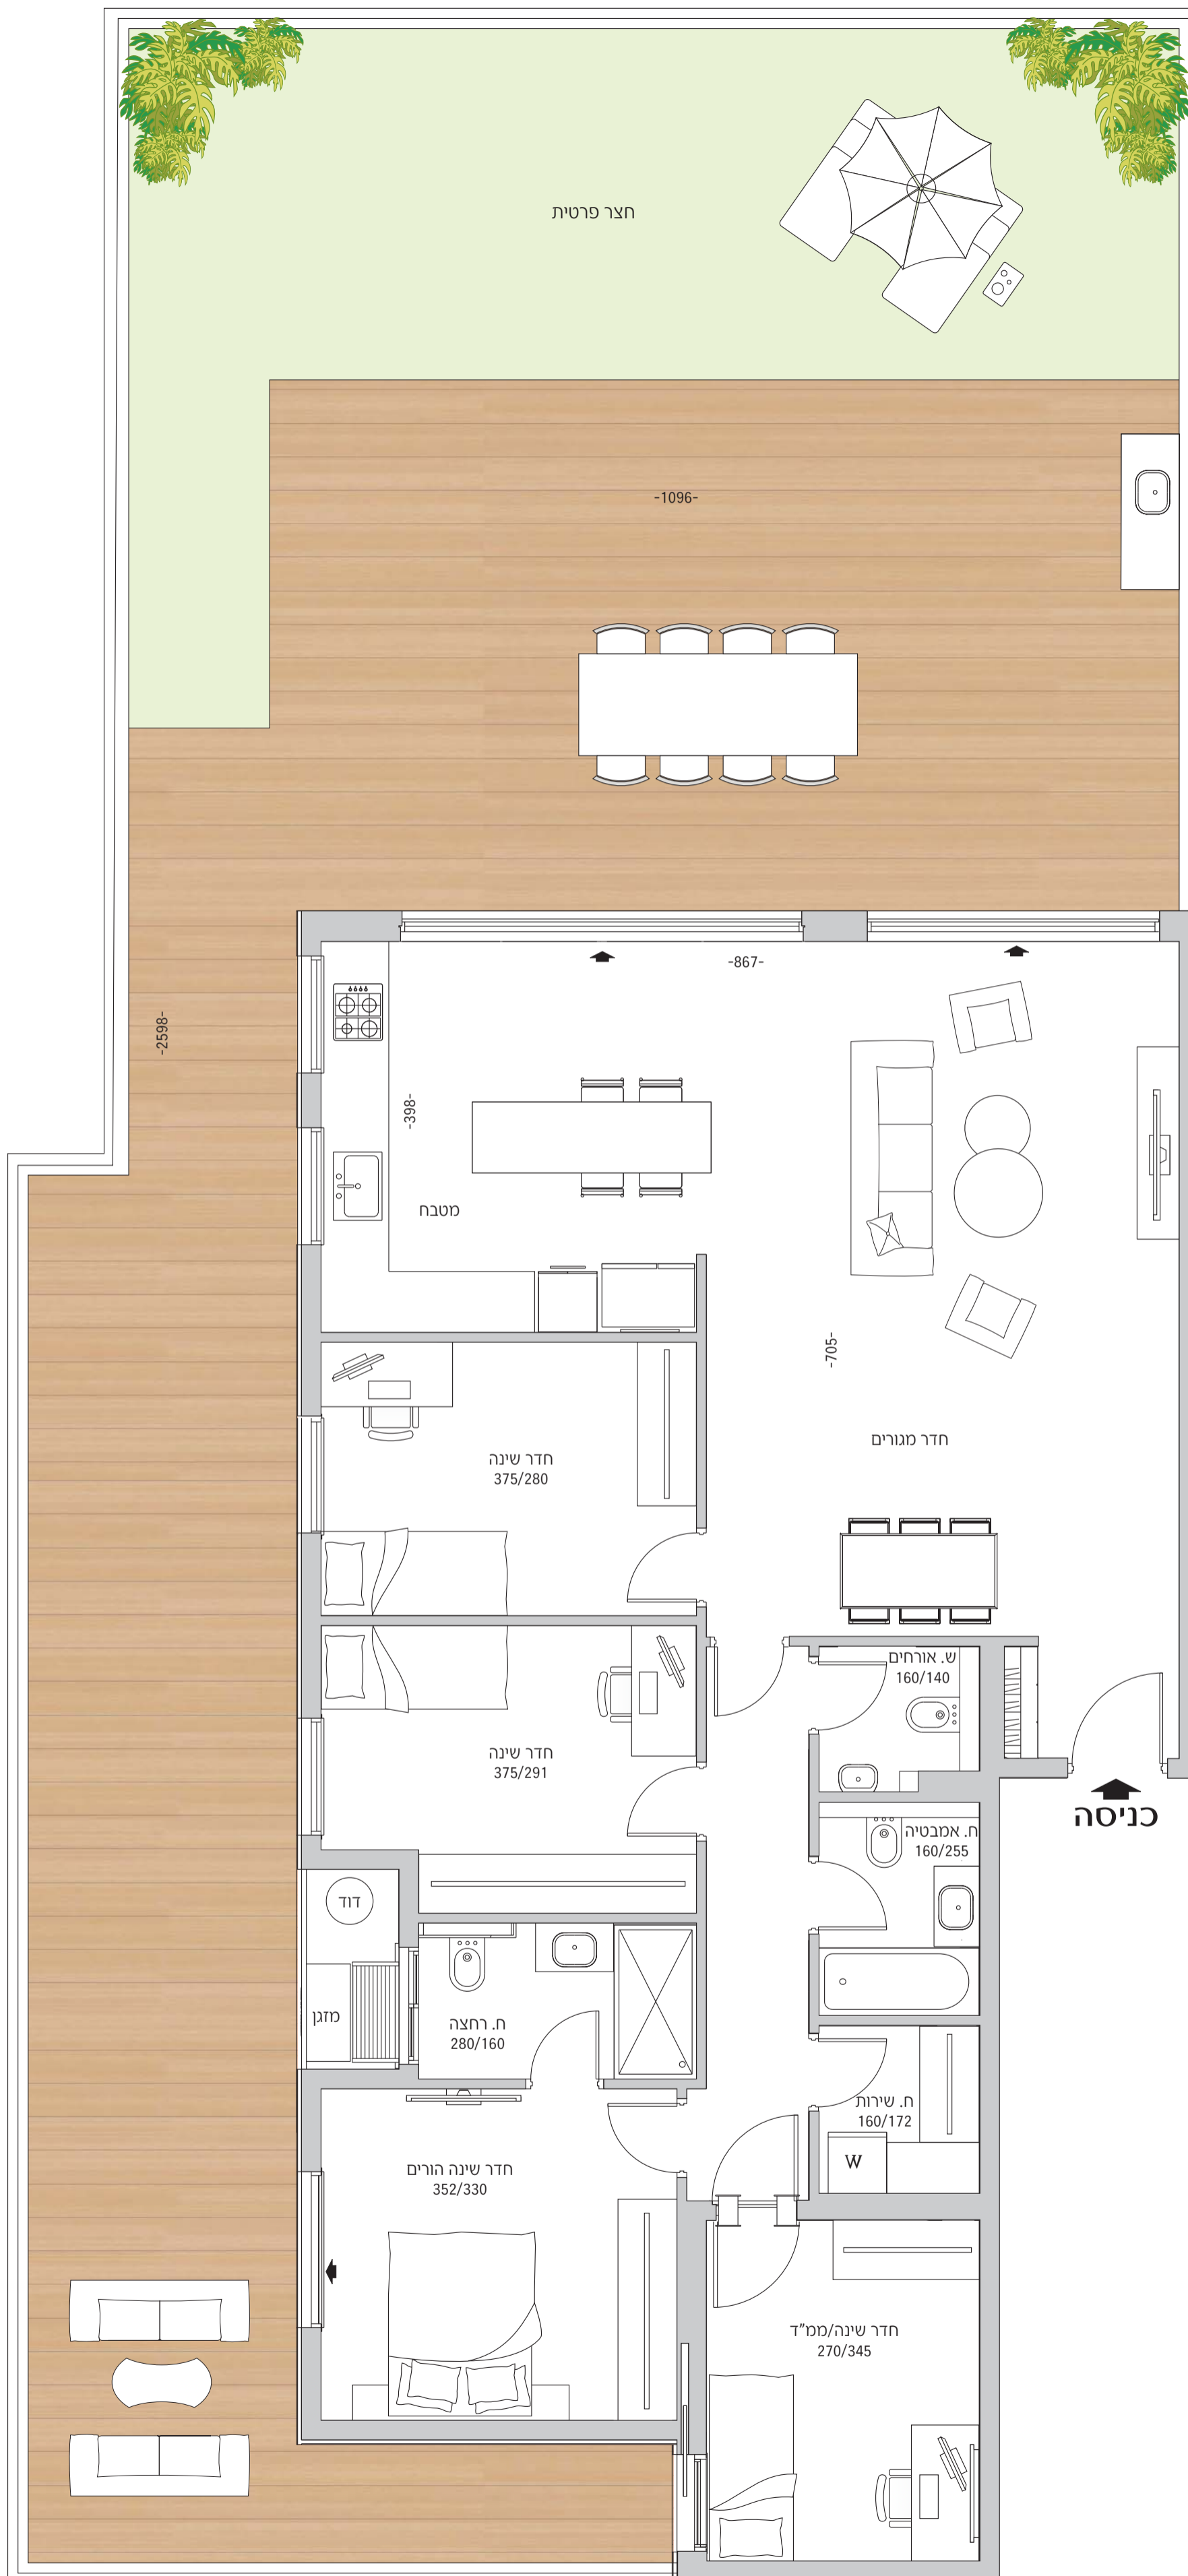 חצר פרטית
-1096-
-867-
-2598-
-398-
מטבח
-705-
חדר מגורים
חדר שינה
375/280
ש. אורחים
160/140
חדר שינה
375/291
כניסה
ח. אמבטיה
160/255
דוד
מזגן
ח. רחצה
280/160
ח. שירות
160/172
W
חדר שינה הורים
352/330
חדר שינה/ממ"ד
270/345